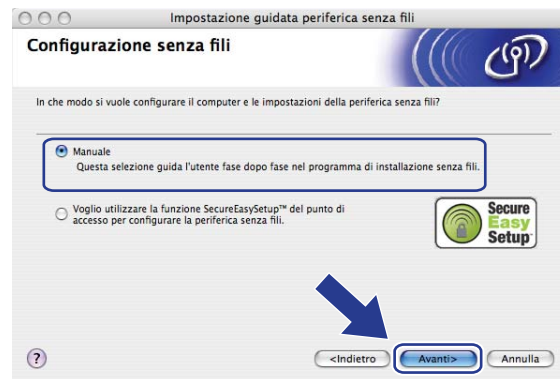 Impostazione guidata periferica senza fili
Configurazione senza fili
In che modo si vuole configurare il computer e le impostazioni della periferica senza fili?
Manuale
Questa selezione guida l'utente fase dopo fase nel programma di installazione senza fili.
Voglio utilizzare la funzione SecureEasySetup™ del punto di
accesso per configurare la periferica senza fili.
Secure
Easy
Setup
?
<Indietro
Avanti>
Annulla